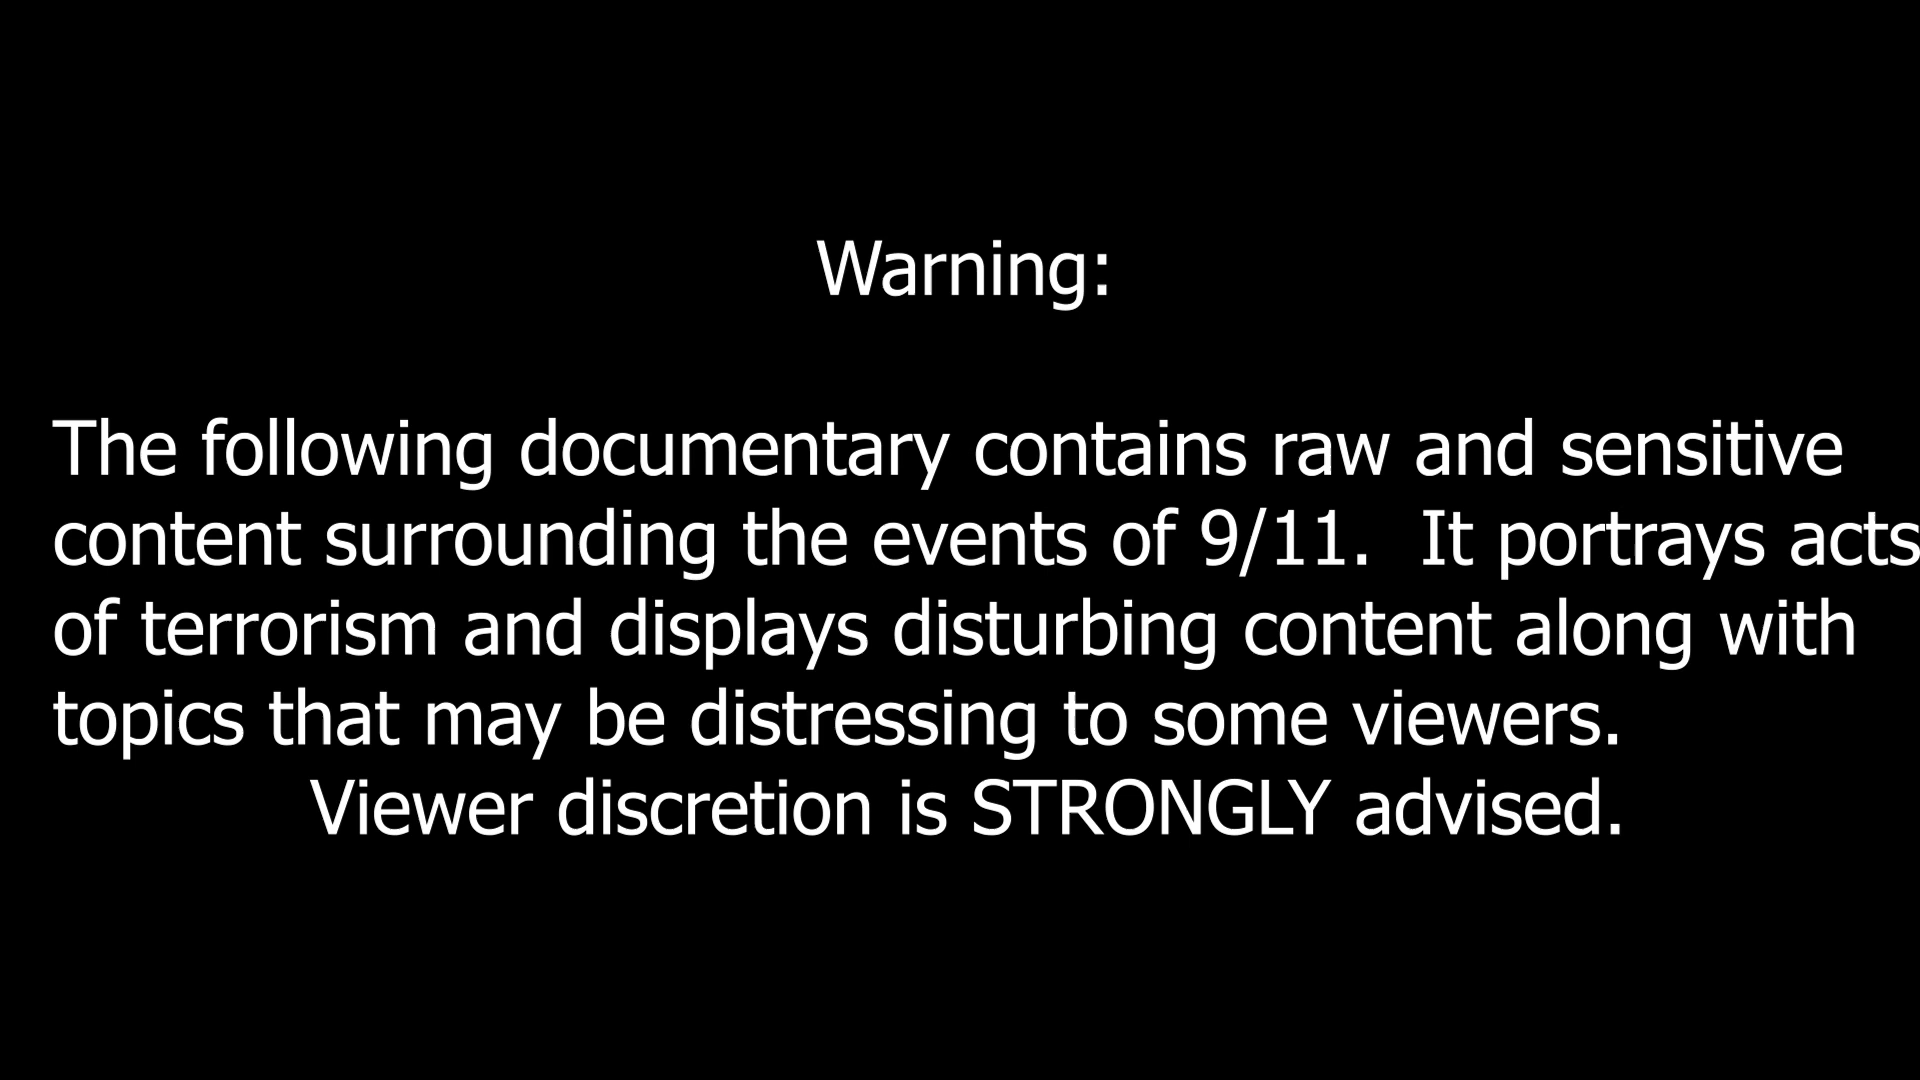 Warning:
The following documentary contains raw and sensitive
content surrounding the events of 9/11.  It portrays acts
of terrorism and displays disturbing content along with
topics that may be distressing to some viewers.
Viewer discretion is STRONGLY advised.